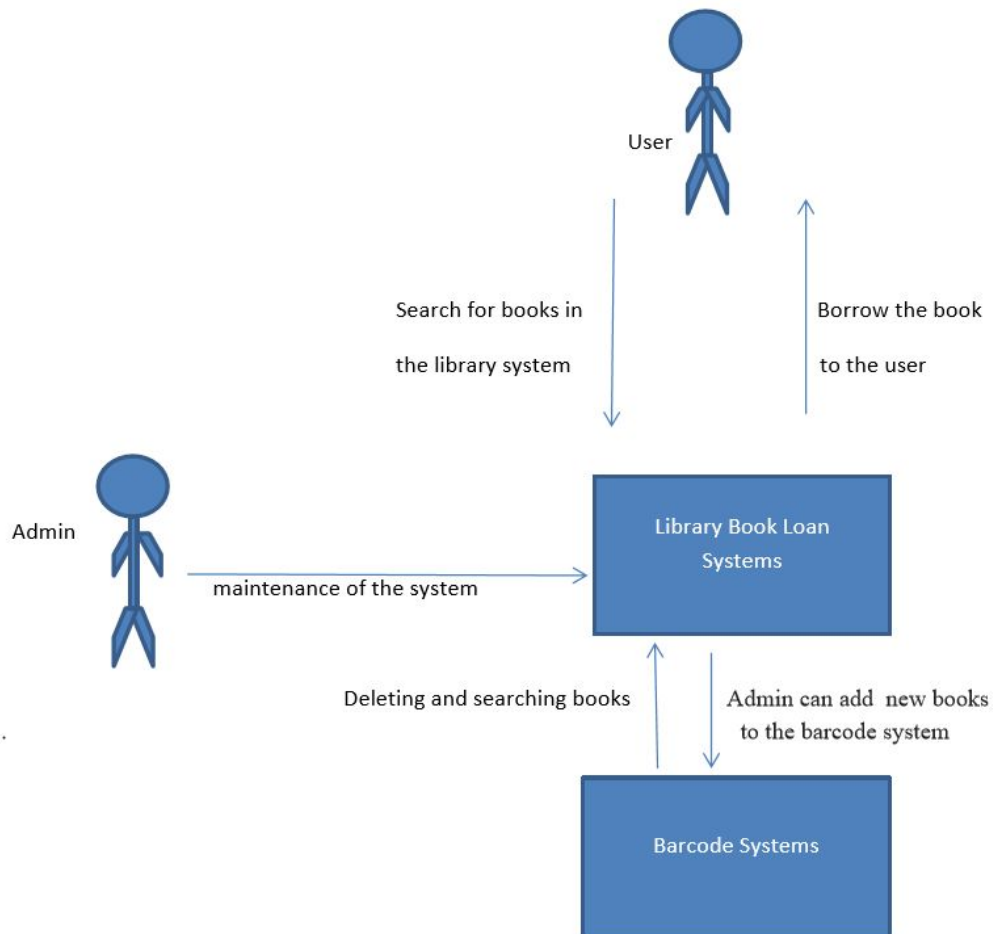 User
Search for books in
the library system
Borrow the book
to the user
Admin
maintenance of the system
Library Book Loan
Systems
Deleting and searching books
Admin can add new books
to the barcode system
.
Barcode Systems